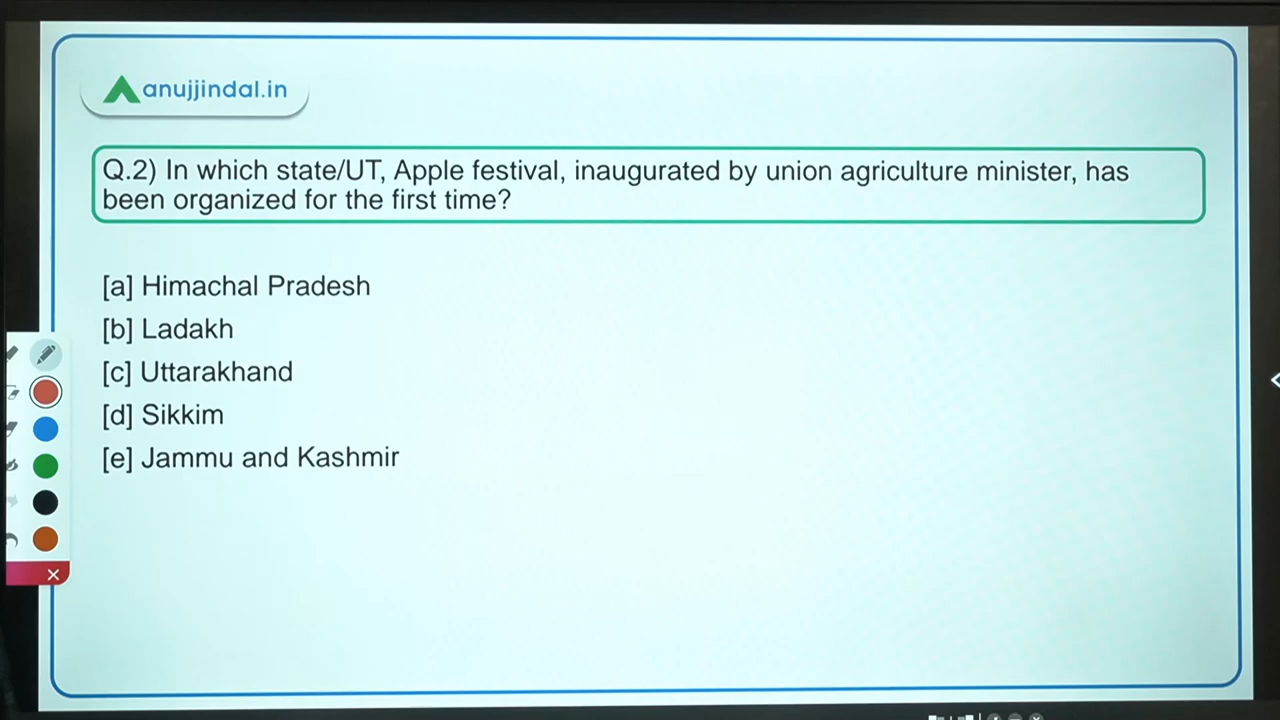 anujjindal.in
Q.2) In which state/UT, Apple festival, inaugurated by union agriculture minister, has
been organized for the first time?
[a] Himachal Pradesh
[b] Ladakh
[c] Uttarakhand
[d] Sikkim
[e] Jammu and Kashmir